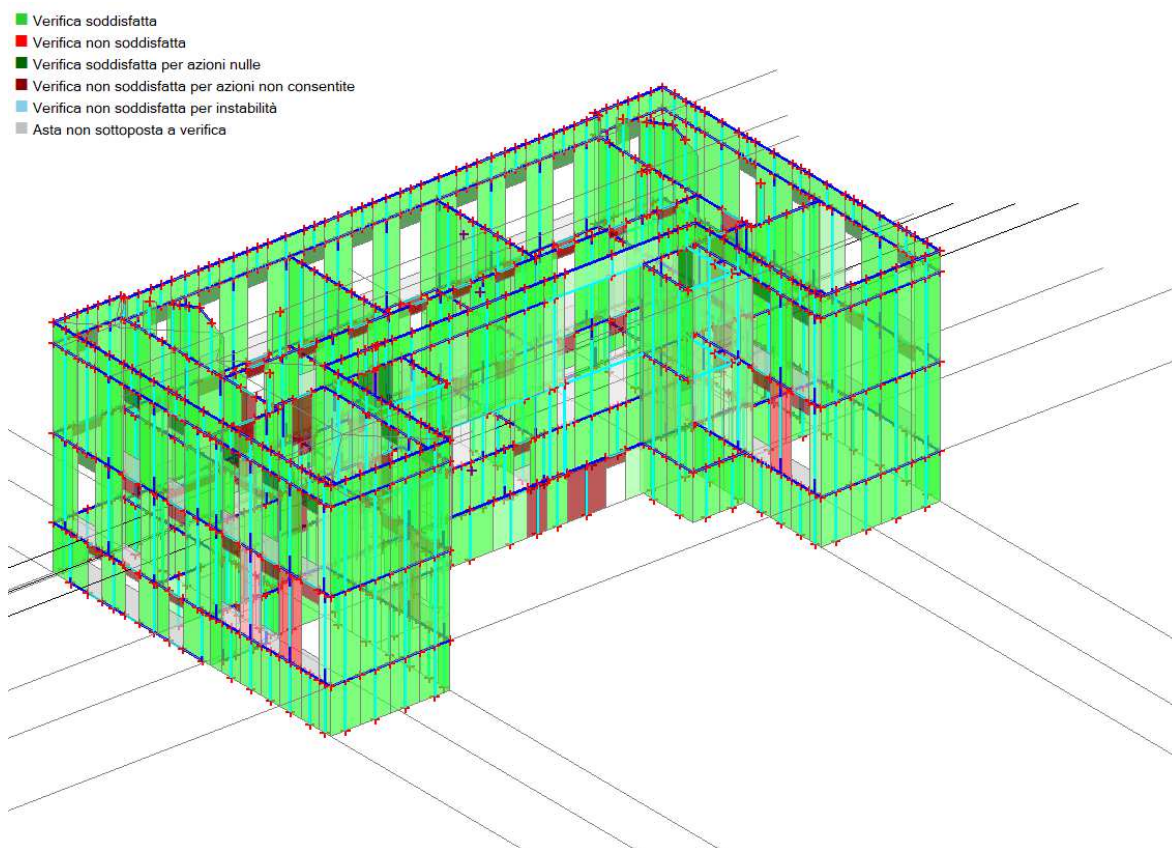 Verifica soddisfatta
Verifica non soddisfatta
Verifica soddisfatta per azioni nulle
Verifica non soddisfatta per azioni non consentite
Verifica non soddisfatta per instabilità
Asta non sottoposta a verifica